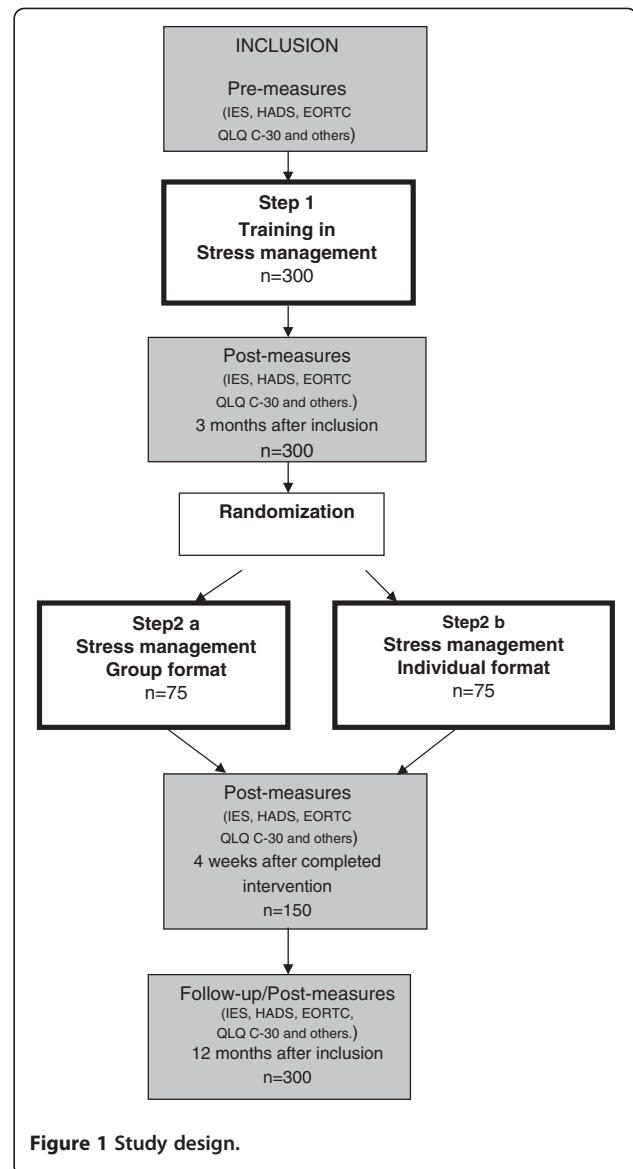 INCLUSION
Pre-measures
(IES, HADS, EORTC
QLQ C-30 and others)
Step 1
Training in
Stress management
n=300
Post-measures
(IES, HADS, EORTC
QLQ C-30 and others.)
3 months after inclusion
n=300
Randomization
Step2 a
Stress management
Group format
n=75
Step2 b
Stress management
Individual format
n=75
Post-measures
(IES, HADS, EORTC
QLQ C-30 and others)
4 weeks after completed
intervention
n=150
Follow-up/Post-measures
(IES, HADS, EORTC,
QLQ C-30 and others.)
12 months after inclusion
n=300
Figure 1 Study design.